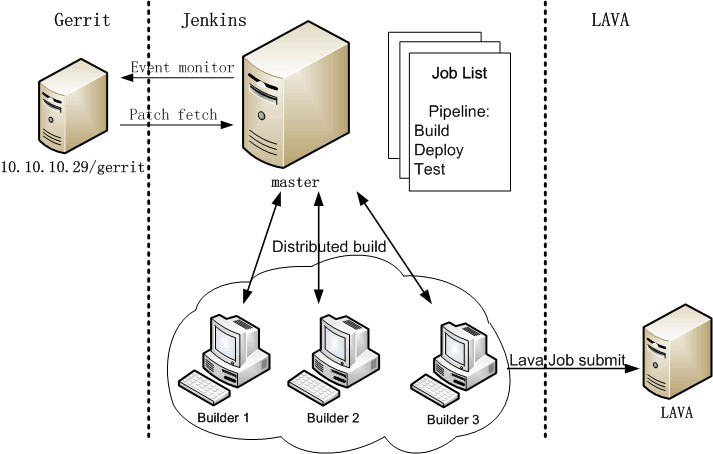 Gerrit
Jenkins
LAVA
Event monitor
Patch fetch
10.10.10.29/gerrit
master
Job List
Pipeline:
Build
Deploy
Test
Distributed build
Builder 1
Builder 2
Builder 3
Lava Job submit
LAVA